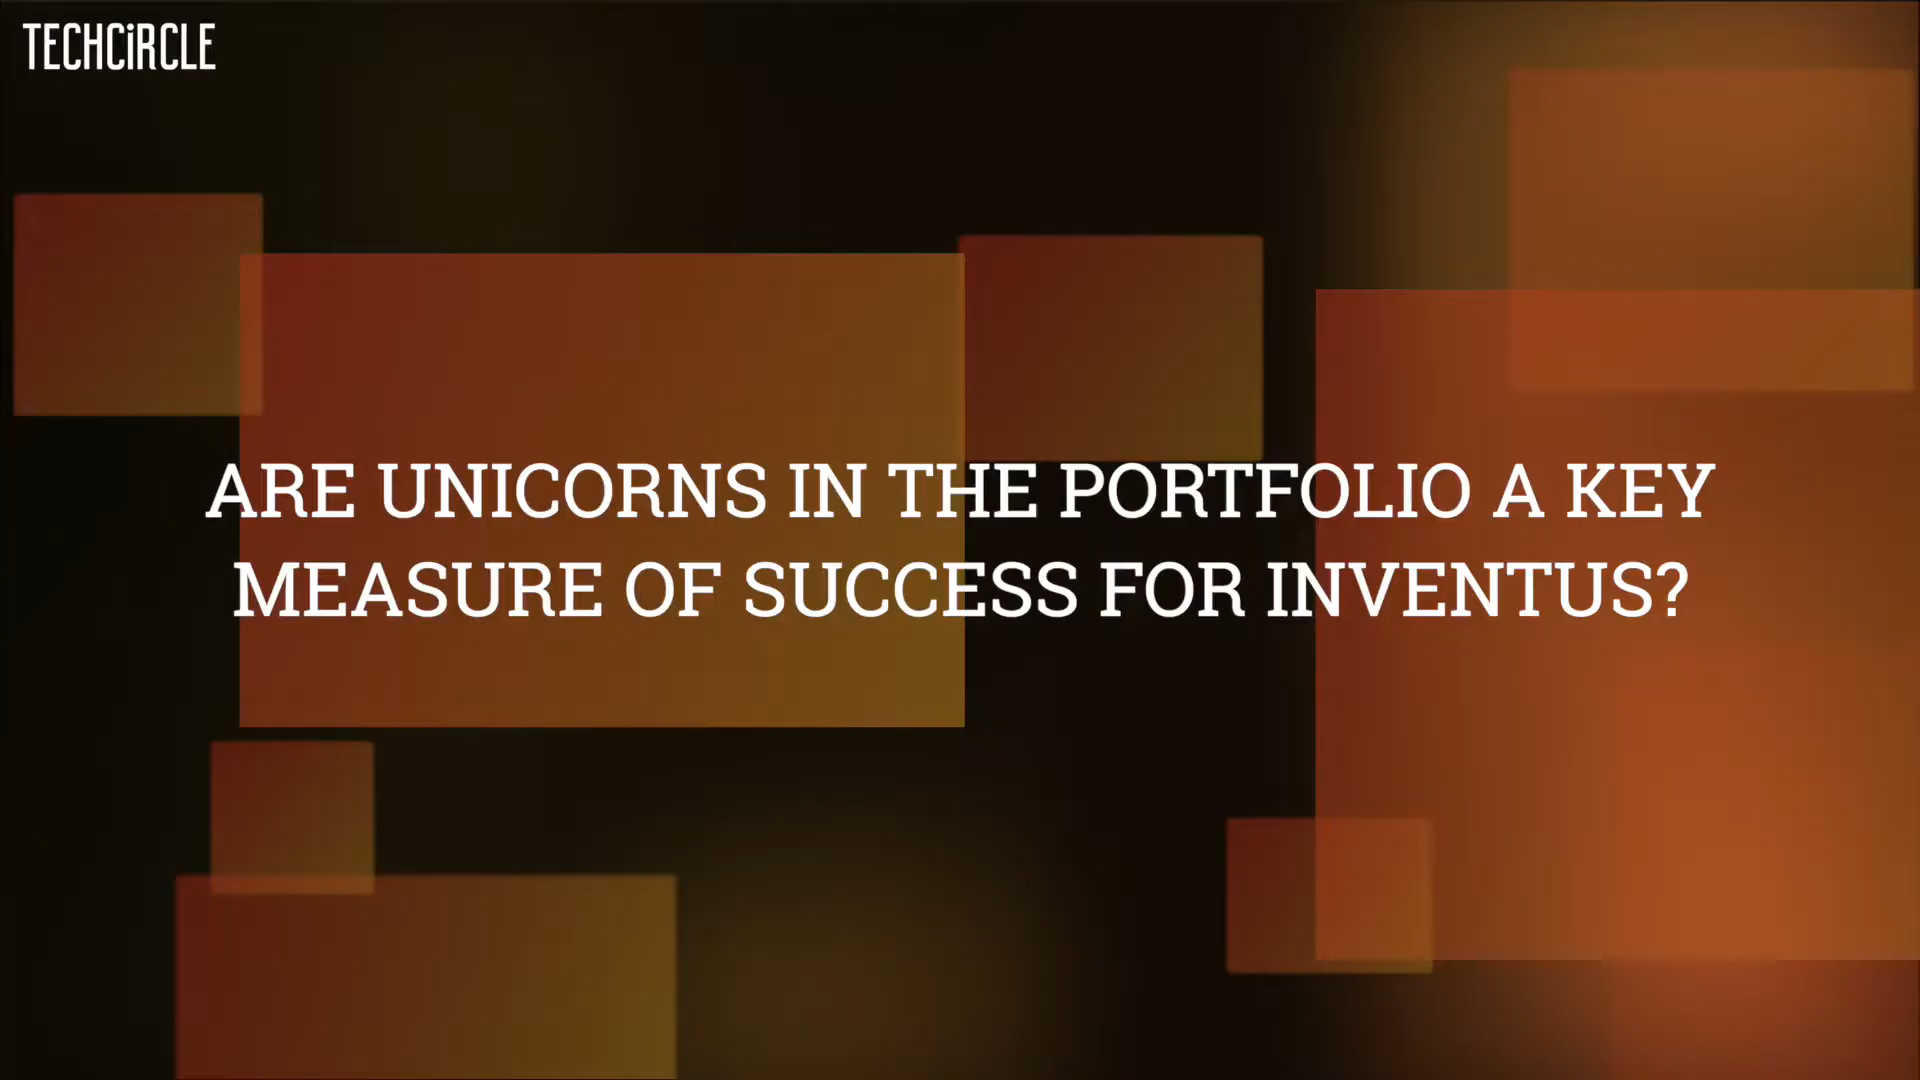 TECHCiRCLE
ARE UNICORNS IN THE PORTFOLIO A KEY
MEASURE OF SUCCESS FOR INVENTUS?